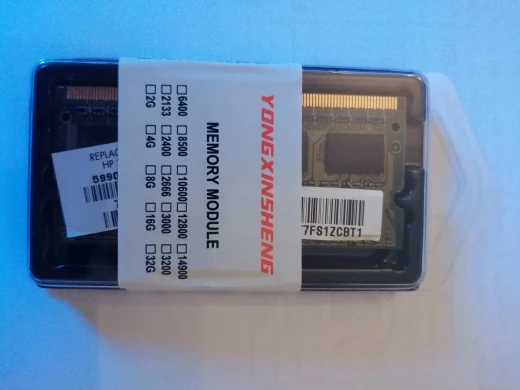 YONGXINSHENG
MEMORY MODULE
☐6400 ☐8500 ☐10600 ☐12800 ☐14900
☐2133 ☐2400 ☐2666 ☐3000 ☐3200
☐2G ☐4G ☐8G ☐16G ☐32G
REPLAC
HP
7FS1ZCBT1